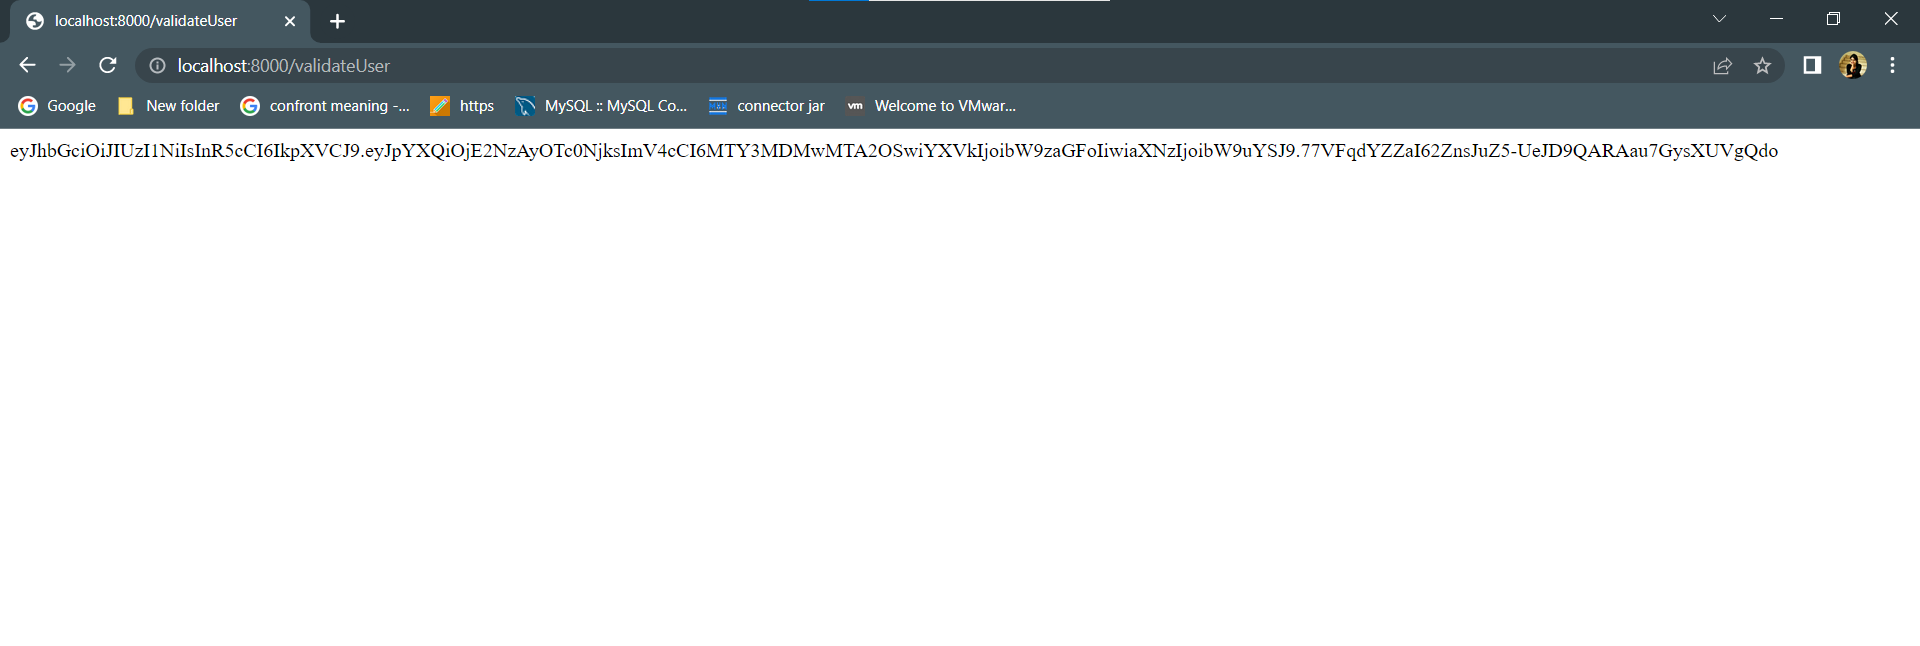 localhost:8000/validateUser
localhost:8000/validateUser
Google New folder confront meaning -... https MySQL :: MySQL Co... connector jar vm Welcome to VMwar...
eyJhbGciOiJIUzI1NiIsInR5cCI6IkpXVCJ9.eyJpYXQiOjE2NzAyOTc0NjksImV4cCI6MTY3MDMwMTA2OSwiYXVkIjoibW9zaGFoIiwiaXNzIjoibW9uYSJ9.77VFqdYZZaI62ZnsJuZ5-UeJD9QARAau7GysXUVgQdo